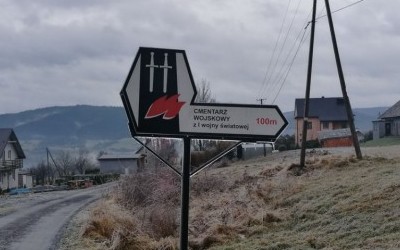 CMENTARZ
WOJSKOWY
z I wojny światowej
100m